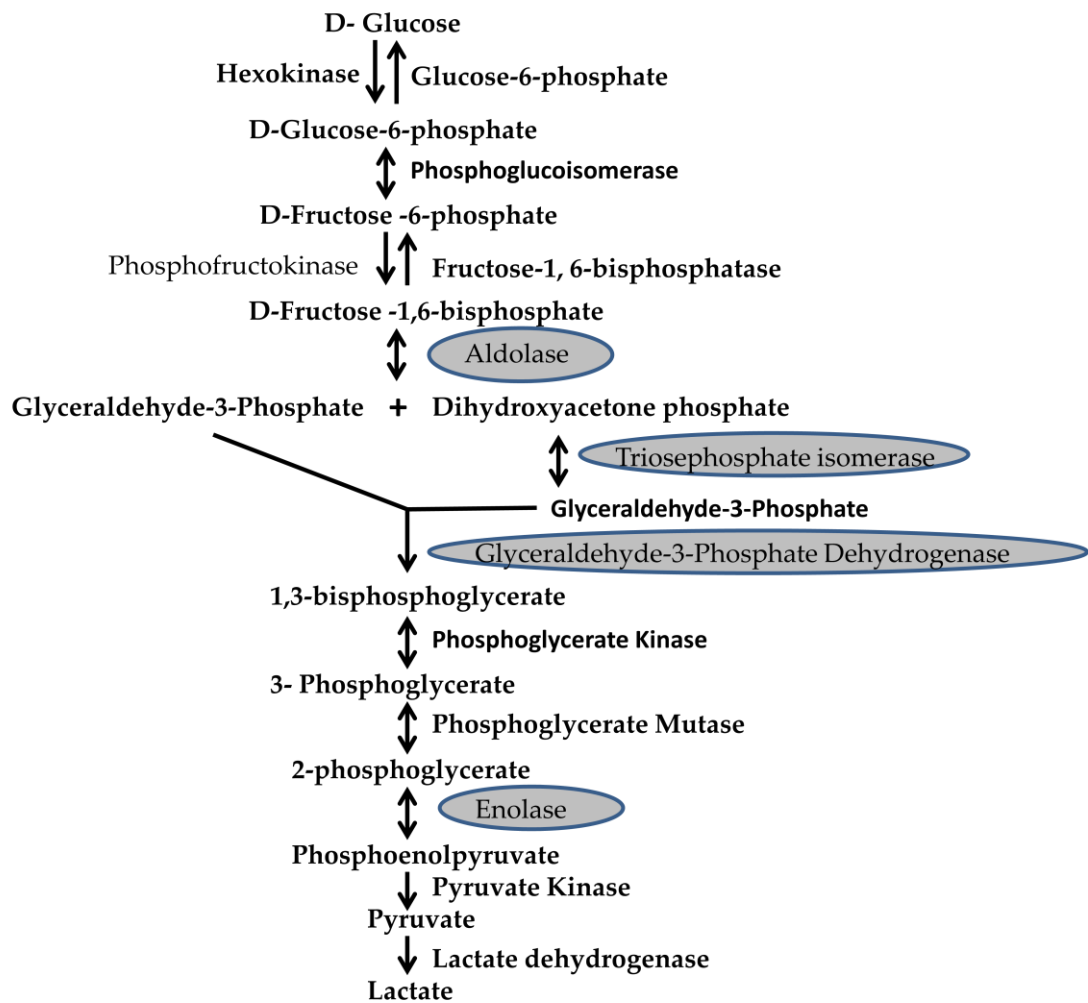 D- Glucose
Hexokinase
Glucose-6-phosphate
D-Glucose-6-phosphate
Phosphoglucoisomerase
D-Fructose -6-phosphate
Phosphofructokinase
Fructose-1, 6-bisphosphatase
D-Fructose -1,6-bisphosphate
Aldolase
Glyceraldehyde-3-Phosphate + Dihydroxyacetone phosphate
Triosephosphate isomerase
Glyceraldehyde-3-Phosphate
Glyceraldehyde-3-Phosphate Dehydrogenase
1,3-bisphosphoglycerate
Phosphoglycerate Kinase
3- Phosphoglycerate
Phosphoglycerate Mutase
2-phosphoglycerate
Enolase
Phosphoenolpyruvate
Pyruvate Kinase
Pyruvate
Lactate dehydrogenase
Lactate